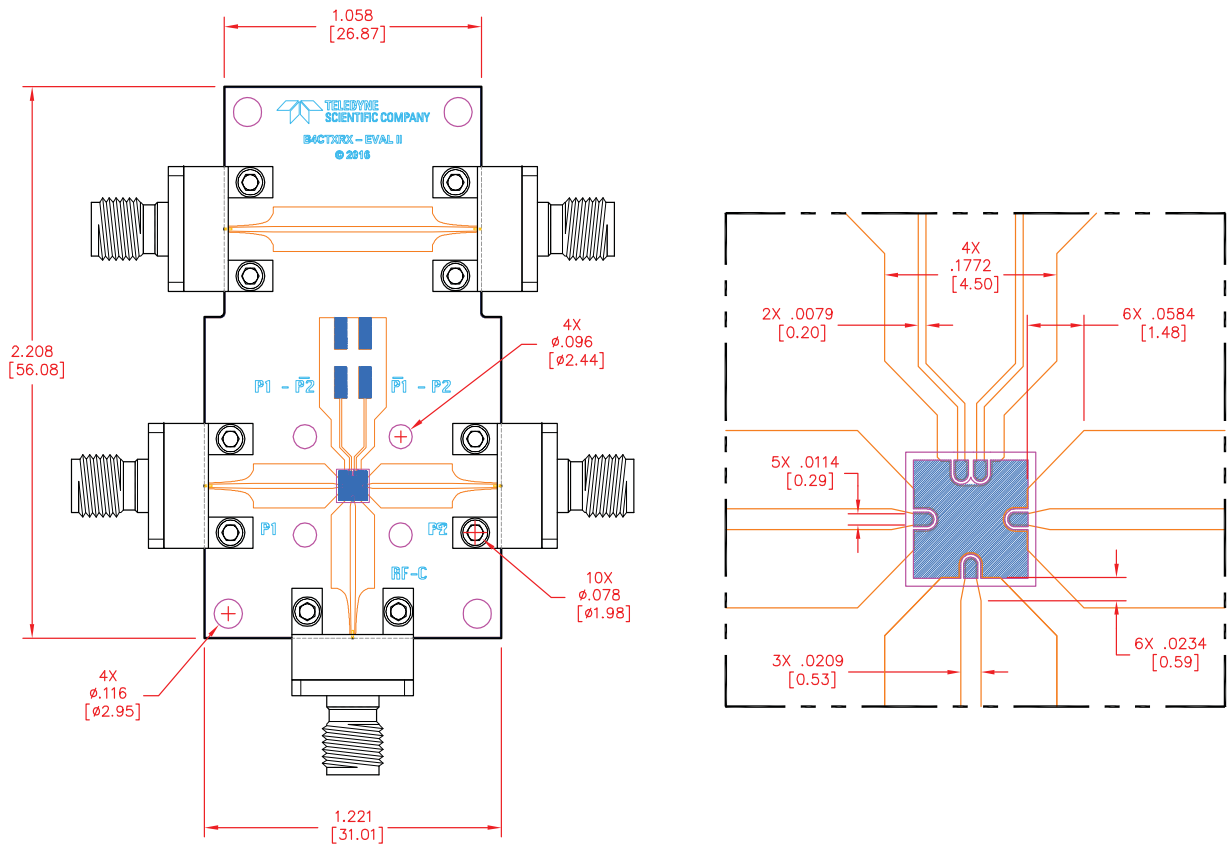 1.058
[26.87]
TELEDYNE
SCIENTIFIC COMPANY
B4CTXRX - EVAL II
© 2016
2.208
[56.08]
4X
ø.096
[ø2.44]
P1 - P̅2
P̅1 - P2
P1
P2
RF-C
10X
ø.078
[ø1.98]
4X
ø.116
[ø2.95]
1.221
[31.01]
4X
.1772
[4.50]
2X .0079
[0.20]
6X .0584
[1.48]
5X .0114
[0.29]
6X .0234
[0.59]
3X .0209
[0.53]